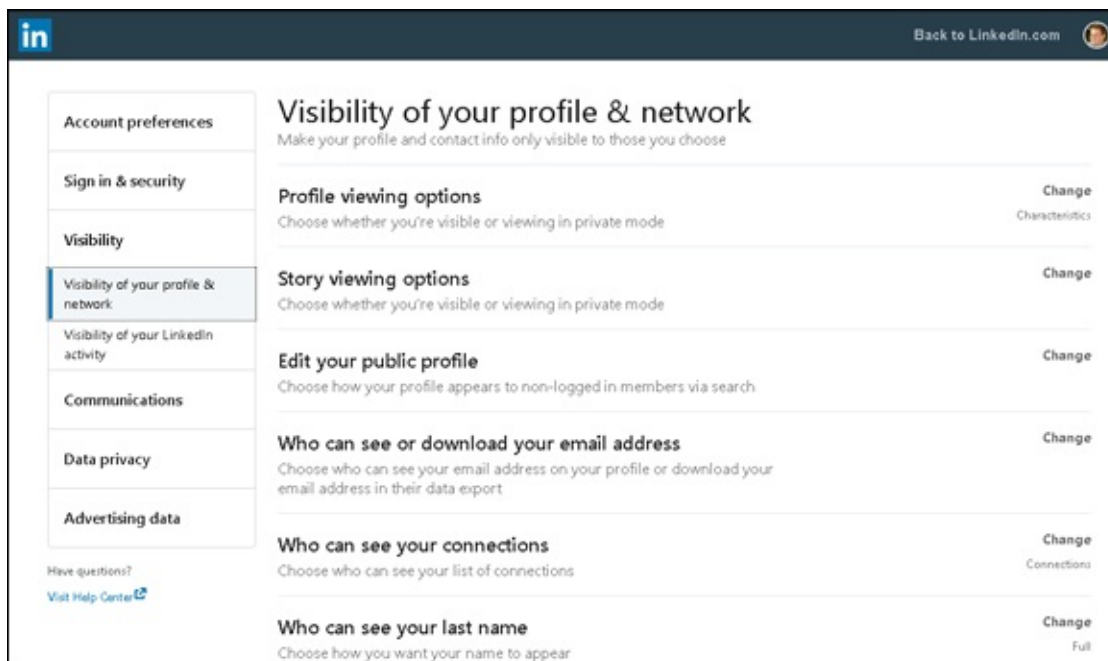 in
Back to LinkedIn.com
Account preferences
Sign in & security
Visibility
Visibility of your profile &
network
Visibility of your LinkedIn
activity
Communications
Data privacy
Advertising data
Have questions?
Visit Help Center
Visibility of your profile & network
Make your profile and contact info only visible to those you choose
Profile viewing options
Change
Choose whether you're visible or viewing in private mode
Characteristics
Story viewing options
Change
Choose whether you're visible or viewing in private mode
Edit your public profile
Change
Choose how your profile appears to non-logged in members via search
Who can see or download your email address
Change
Choose who can see your email address on your profile or download your
email address in their data export
Who can see your connections
Change
Choose who can see your list of connections
Connections
Who can see your last name
Change
Choose how you want your name to appear
Full